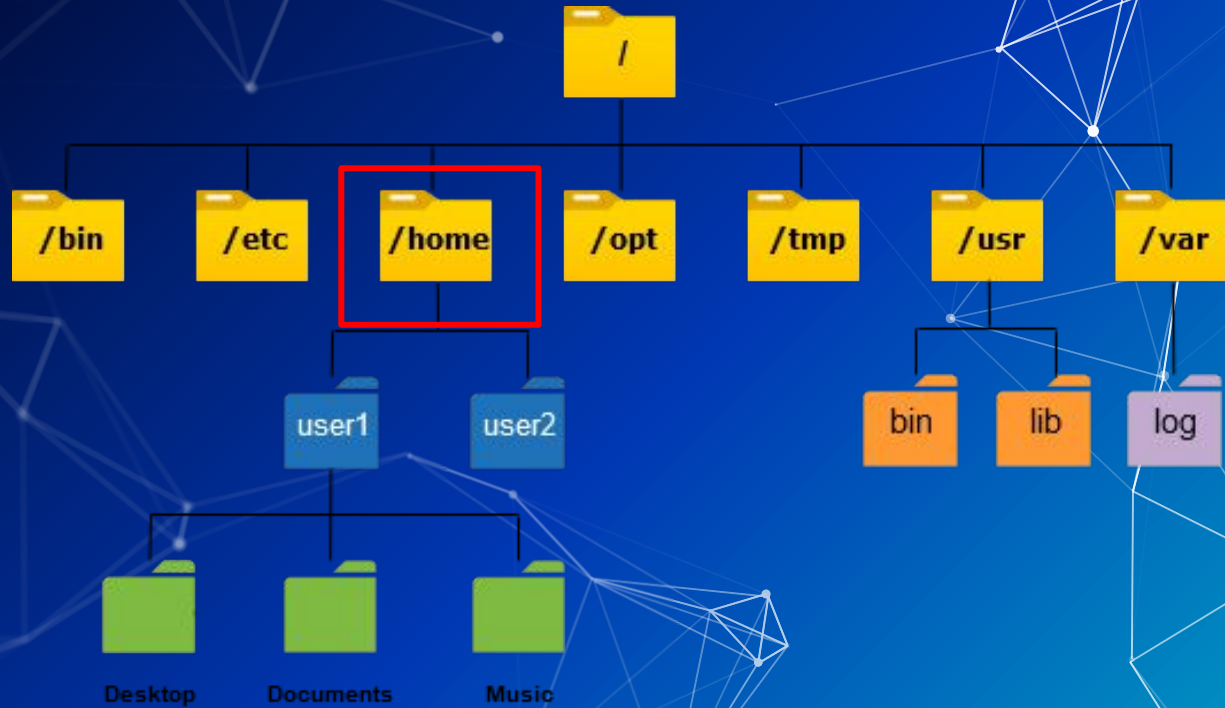 /
/bin
/etc
/home
/opt
/tmp
/usr
/var
user1
user2
bin
lib
log
Desktop
Documents
Music